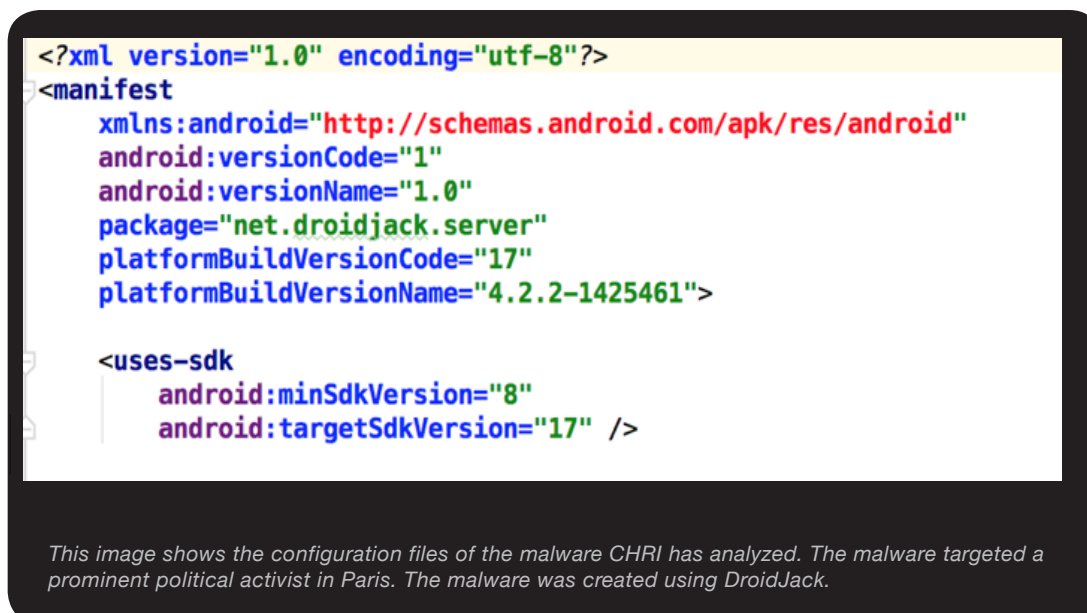 <?xml version="1.0" encoding="utf-8"?>
<manifest
xmlns:android="http://schemas.android.com/apk/res/android"
android:versionCode="1"
android:versionName="1.0"
package="net.droidjack.server"
platformBuildVersionCode="17"
platformBuildVersionName="4.2.2-1425461">
<uses-sdk
android:minSdkVersion="8"
android:targetSdkVersion="17" />
This image shows the configuration files of the malware CHRI has analyzed. The malware targeted a
prominent political activist in Paris. The malware was created using DroidJack.